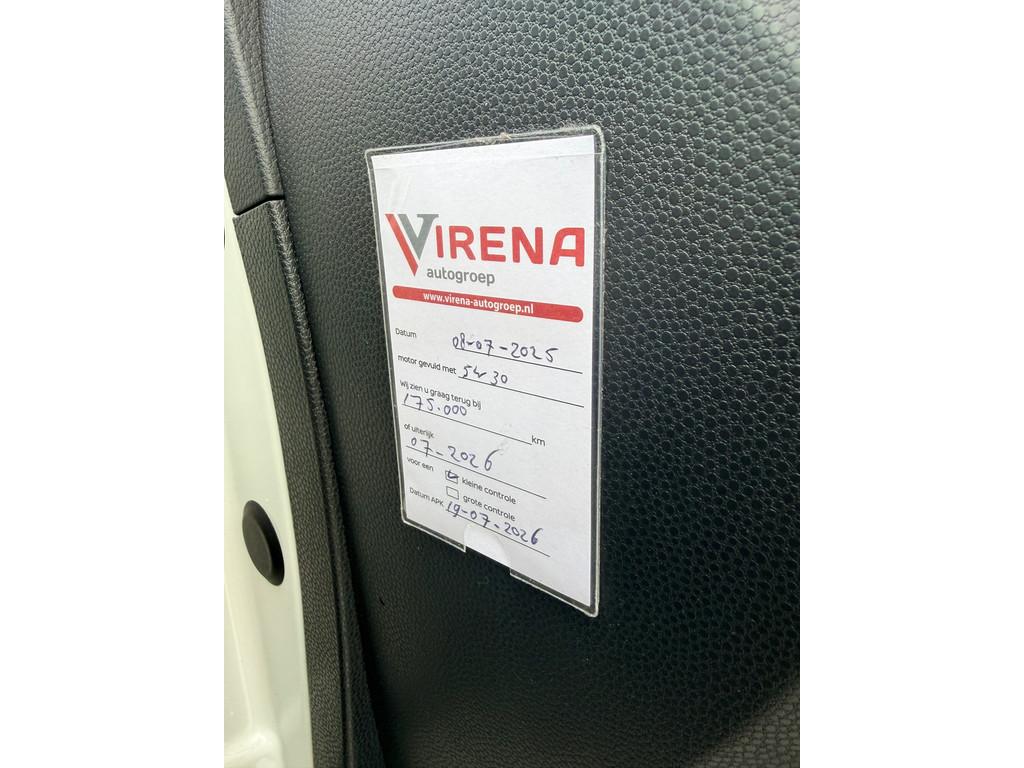 VIRENA
autogroep
www.virena-autogroep.nl
Datum 08-07-2025
motor gevuld met 5w30
Wij zien u graag terug bij
175.000 km
of uiterlijk
07-2026
voor een kleine controle
grote controle
Datum APK 19-07-2026